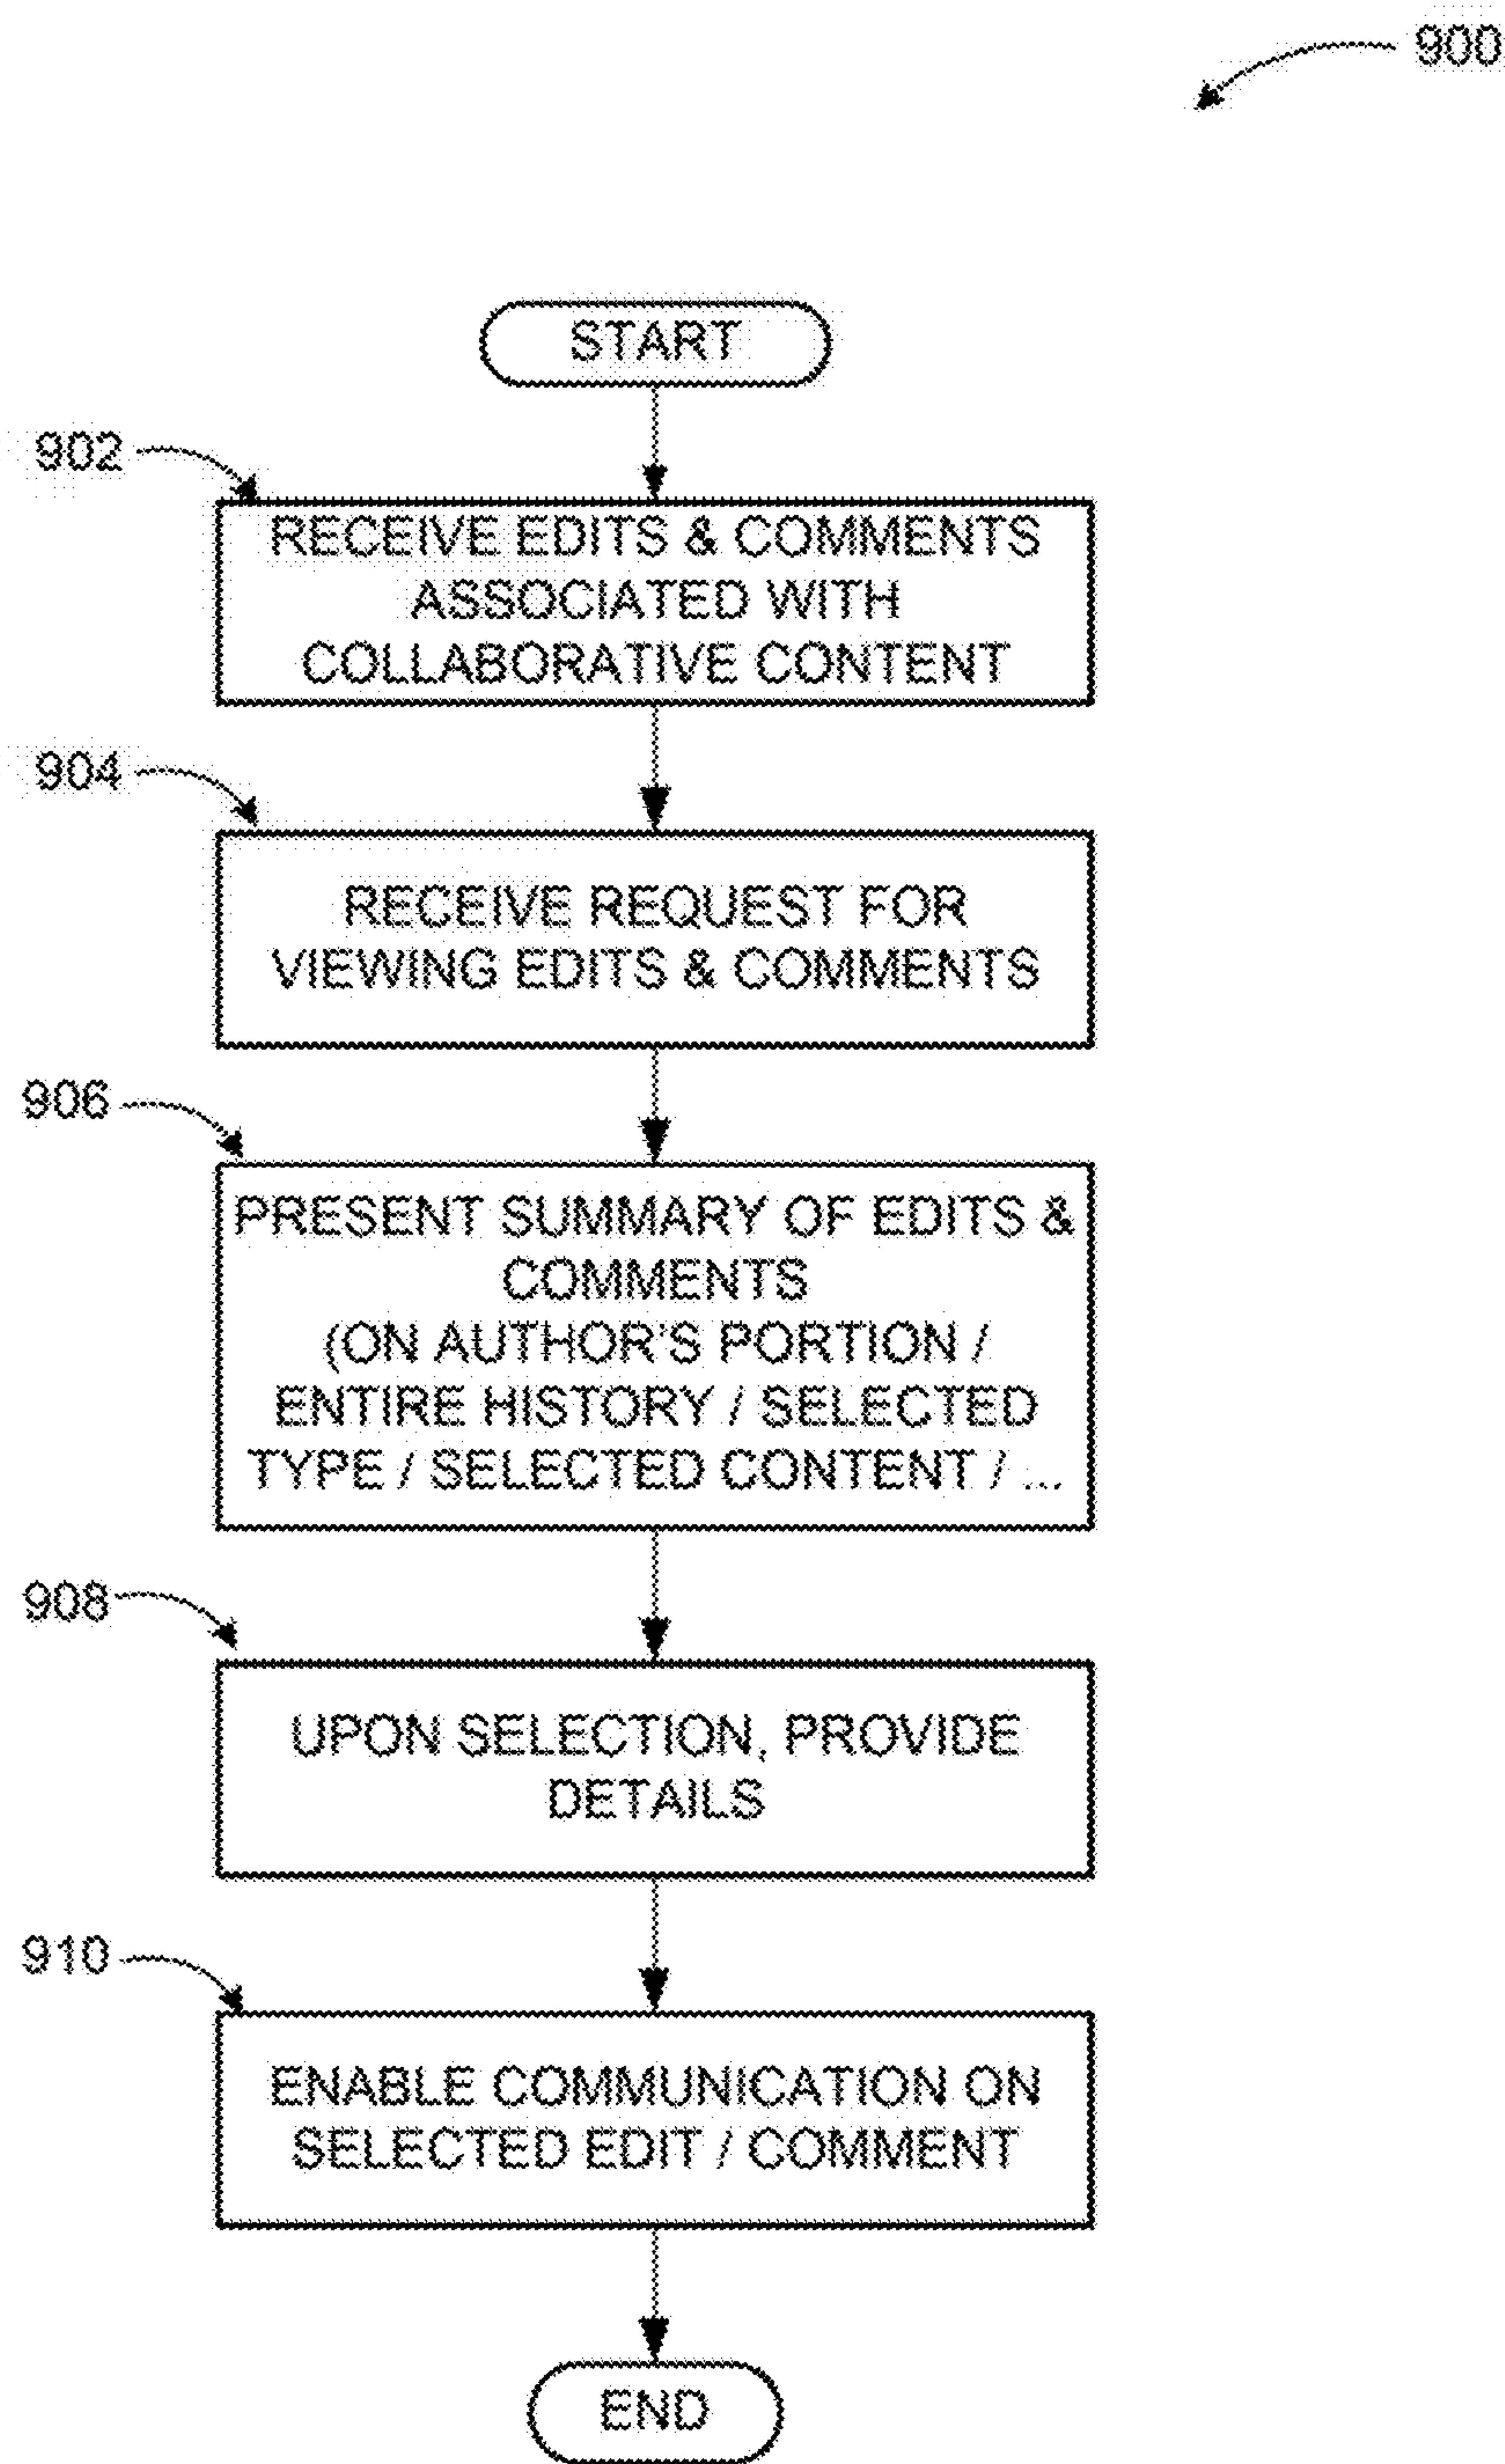 900
START
902
RECEIVE EDITS & COMMENTS
ASSOCIATED WITH
COLLABORATIVE CONTENT
904
RECEIVE REQUEST FOR
VIEWING EDITS & COMMENTS
906
PRESENT SUMMARY OF EDITS &
COMMENTS
(ON AUTHOR'S PORTION /
ENTIRE HISTORY / SELECTED
TYPE / SELECTED CONTENT / ...
908
UPON SELECTION, PROVIDE
DETAILS
910
ENABLE COMMUNICATION ON
SELECTED EDIT / COMMENT
END